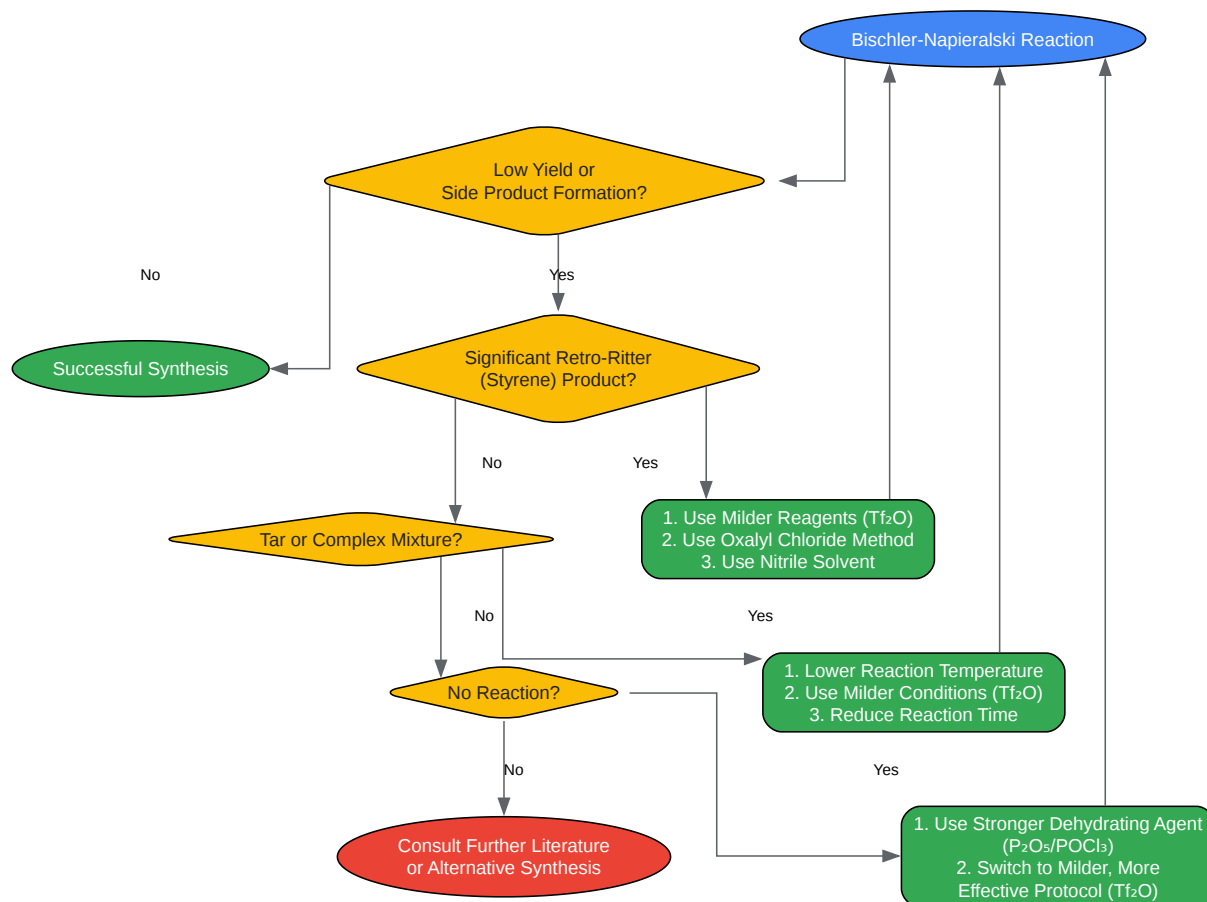 Bischler-Napieralski Reaction
Low Yield or
Side Product Formation?
No
Yes
Successful Synthesis
Significant Retro-Ritter
(Styrene) Product?
No
Yes
1. Use Milder Reagents (Tf₂O)
2. Use Oxalyl Chloride Method
3. Use Nitrile Solvent
Tar or Complex Mixture?
No
Yes
1. Lower Reaction Temperature
2. Use Milder Conditions (Tf₂O)
3. Reduce Reaction Time
No Reaction?
No
Yes
Consult Further Literature
or Alternative Synthesis
1. Use Stronger Dehydrating Agent
(P₂O₅/POCl₃)
2. Switch to Milder, More
Effective Protocol (Tf₂O)